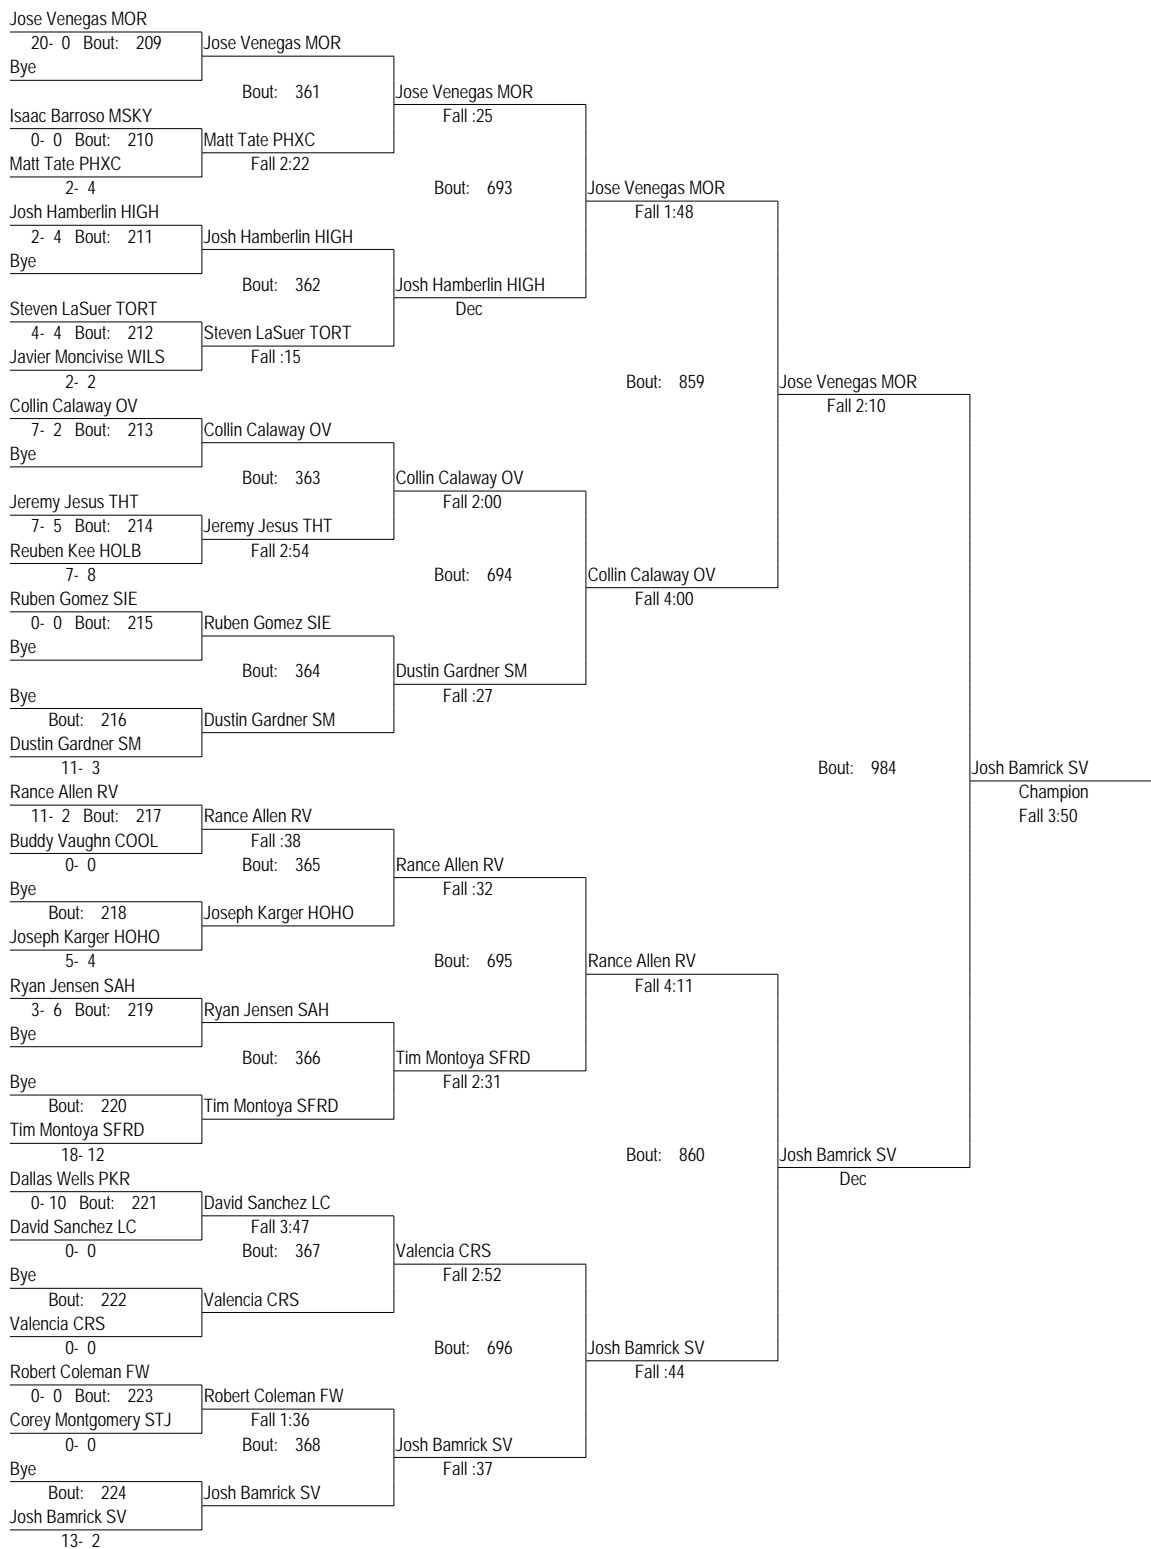 Jose Venegas MOR
20- 0 Bout: 209
Jose Venegas MOR
Bye
Bout: 361
Jose Venegas MOR
Fall :25
Isaac Barroso MSKY
0- 0 Bout: 210
Matt Tate PHXC
Matt Tate PHXC
Fall 2:22
2- 4
Bout: 693
Jose Venegas MOR
Fall 1:48
Josh Hamberlin HIGH
2- 4 Bout: 211
Josh Hamberlin HIGH
Bye
Bout: 362
Josh Hamberlin HIGH
Dec
Steven LaSuer TORT
4- 4 Bout: 212
Steven LaSuer TORT
Javier Moncivise WILS
Fall :15
2- 2
Bout: 859
Jose Venegas MOR
Fall 2:10
Collin Calaway OV
7- 2 Bout: 213
Collin Calaway OV
Bye
Bout: 363
Collin Calaway OV
Fall 2:00
Jeremy Jesus THT
7- 5 Bout: 214
Jeremy Jesus THT
Reuben Kee HOLB
Fall 2:54
7- 8
Bout: 694
Collin Calaway OV
Fall 4:00
Ruben Gomez SIE
0- 0 Bout: 215
Ruben Gomez SIE
Bye
Bout: 364
Dustin Gardner SM
Fall :27
Bye
Bout: 216
Dustin Gardner SM
Dustin Gardner SM
11- 3
Bout: 984
Josh Bamrick SV
Champion
Fall 3:50
Rance Allen RV
11- 2 Bout: 217
Rance Allen RV
Buddy Vaughn COOL
Fall :38
0- 0
Bout: 365
Rance Allen RV
Fall :32
Bye
Bout: 218
Joseph Karger HOHO
Joseph Karger HOHO
5- 4
Bout: 695
Rance Allen RV
Fall 4:11
Ryan Jensen SAH
3- 6 Bout: 219
Ryan Jensen SAH
Bye
Bout: 366
Tim Montoya SFRD
Fall 2:31
Bye
Bout: 220
Tim Montoya SFRD
Tim Montoya SFRD
18- 12
Bout: 860
Josh Bamrick SV
Dec
Dallas Wells PKR
0- 10 Bout: 221
David Sanchez LC
David Sanchez LC
Fall 3:47
0- 0
Bout: 367
Valencia CRS
Fall 2:52
Bye
Bout: 222
Valencia CRS
Valencia CRS
0- 0
Bout: 696
Josh Bamrick SV
Fall :44
Robert Coleman FW
0- 0 Bout: 223
Robert Coleman FW
Corey Montgomery STJ
Fall 1:36
0- 0
Bout: 368
Josh Bamrick SV
Fall :37
Bye
Bout: 224
Josh Bamrick SV
Josh Bamrick SV
13- 2